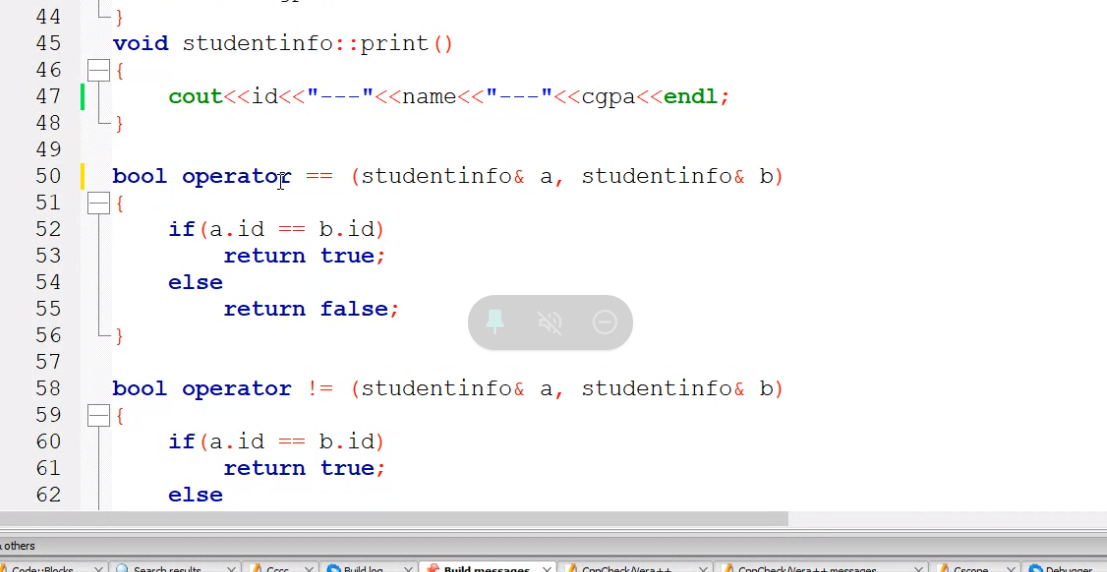 44 }
45 void studentinfo::print()
46 {
47 cout<<id<<"---"<<name<<"---"<<cgpa<<endl;
48 }
49
50 bool operator == (studentinfo& a, studentinfo& b)
51 {
52 if(a.id == b.id)
53 return true;
54 else
55 return false;
56 }
57
58 bool operator != (studentinfo& a, studentinfo& b)
59 {
60 if(a.id == b.id)
61 return true;
62 else
others
Code::Blocks Search results Cccc Build log Build messages CppCheck/Vera++ CppCheck/Vera++ messages Cscope Debugger